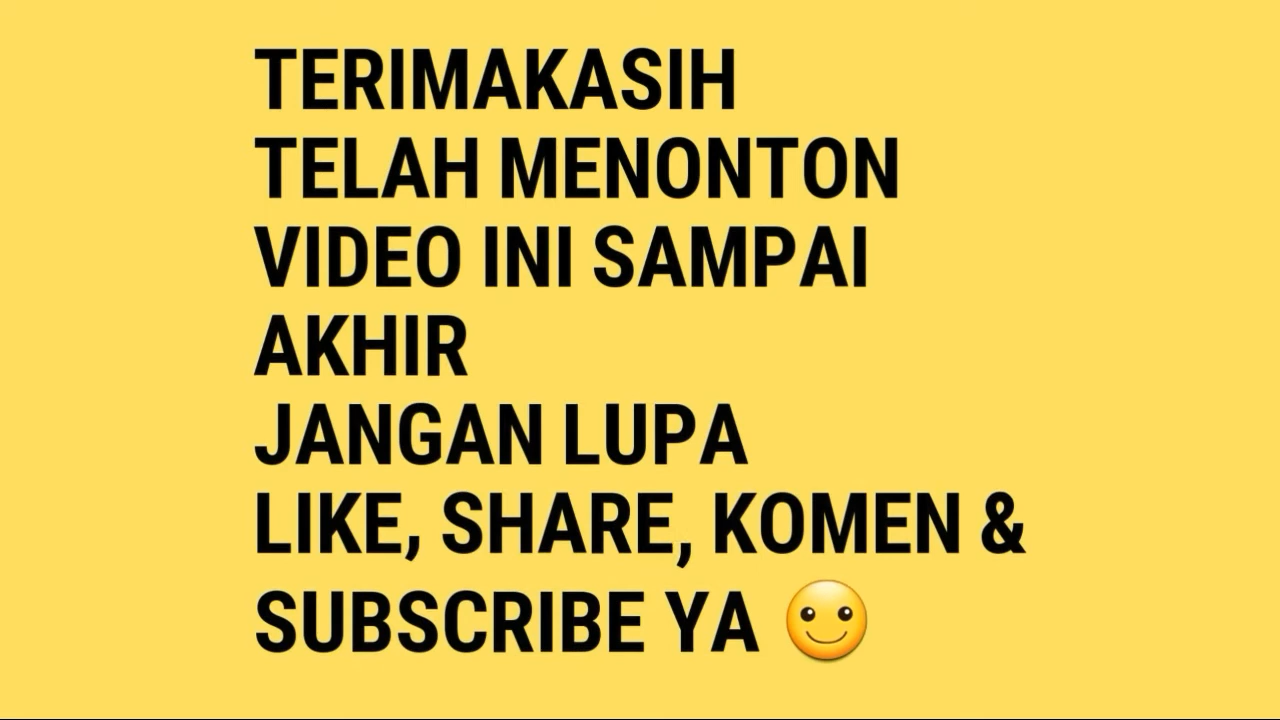 TERIMAKASIH
TELAH MENONTON
VIDEO INI SAMPAI
AKHIR
JANGAN LUPA
LIKE, SHARE, KOMEN &
SUBSCRIBE YA 🙂